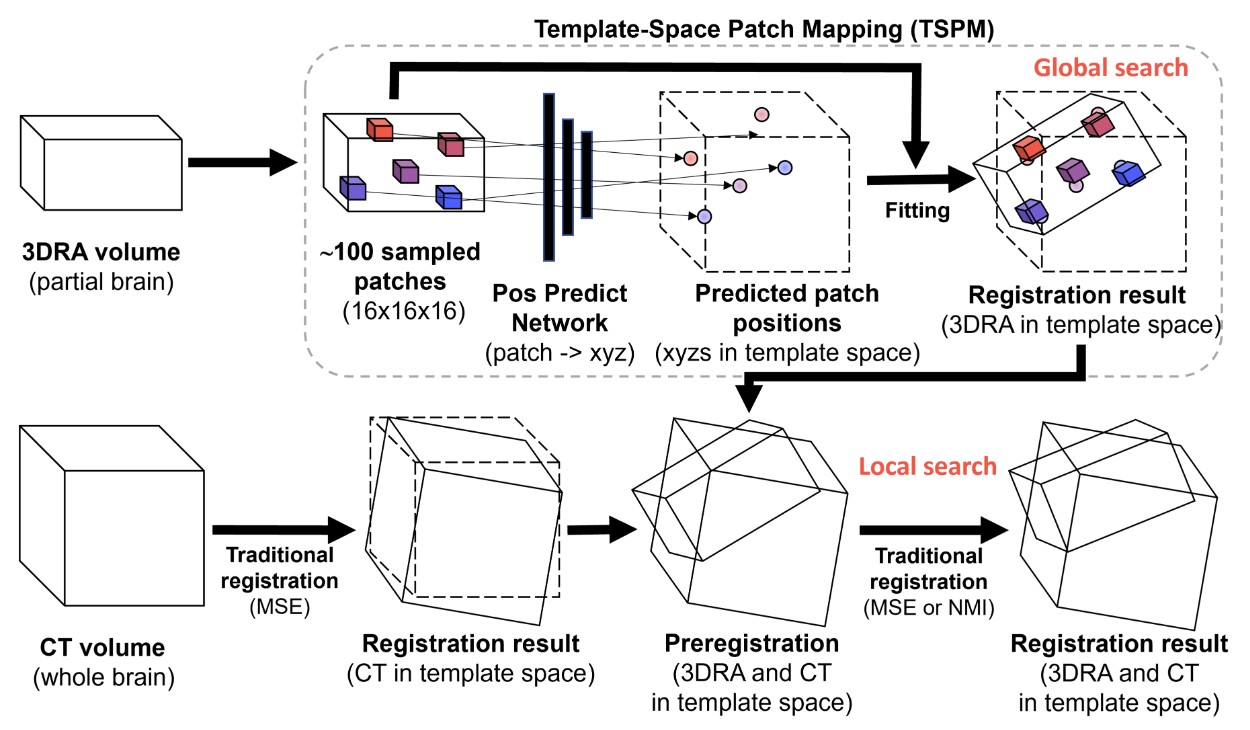 Template-Space Patch Mapping (TSPM)
Global search
3DRA volume
(partial brain)
~100 sampled
patches
(16x16x16)
Pos Predict
Network
(patch -> xyz)
Predicted patch
positions
(xyzs in template space)
Fitting
Registration result
(3DRA in template space)
CT volume
(whole brain)
Traditional
registration
(MSE)
Registration result
(CT in template space)
Preregistration
(3DRA and CT
in template space)
Local search
Traditional
registration
(MSE or NMI)
Registration result
(3DRA and CT
in template space)